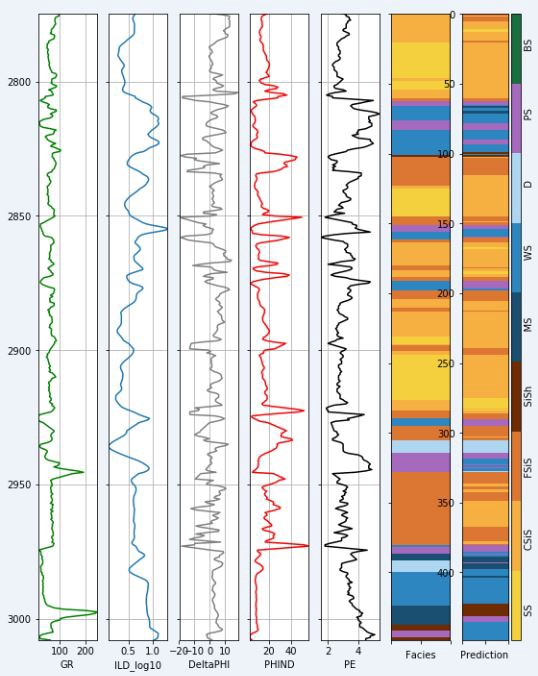 0
BS
2800
50
PS
100
D
2850
150
WS
200
MS
2900
250
SiSh
300
FSiS
2950
350
CSiS
400
SS
3000
100 200
0.5 1.0
−20 −10 0 10
20 40
2 4
GR
ILD_log10
DeltaPHI
PHIND
PE
Facies
Prediction